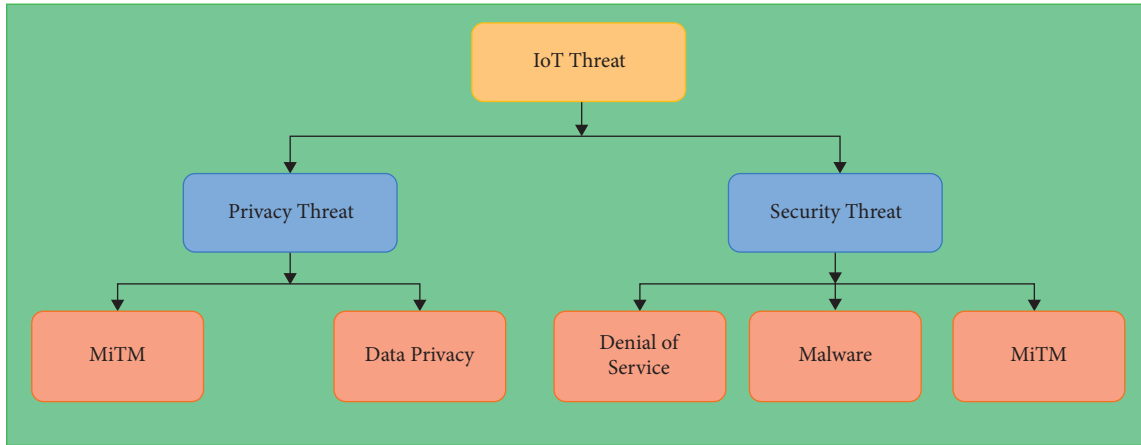 IoT Threat
Privacy Threat
Security Threat
MiTM
Data Privacy
Denial of
Service
Malware
MiTM